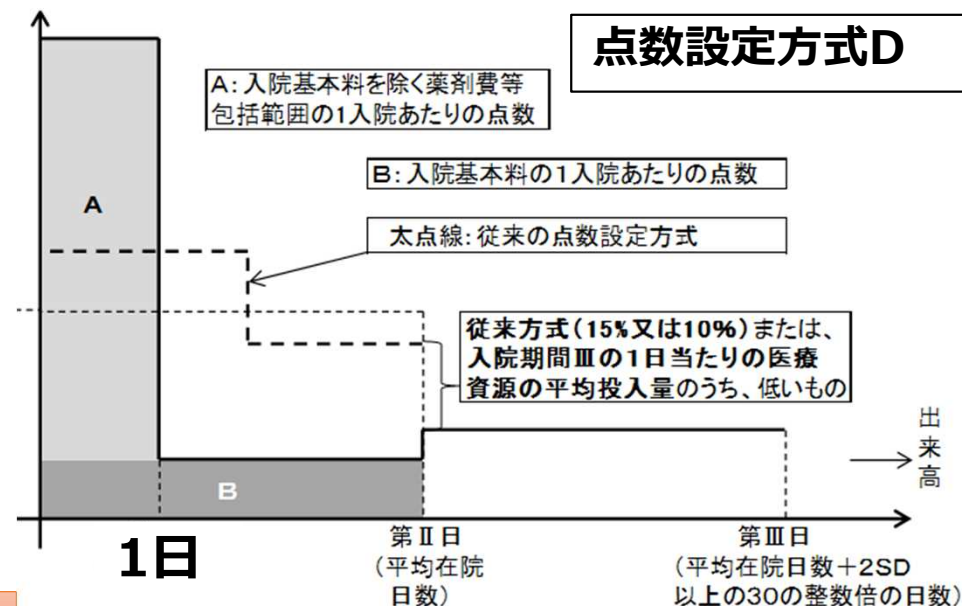 点数設定方式D
A:入院基本料を除く薬剤費等
包括範囲の1入院あたりの点数
B:入院基本料の1入院あたりの点数
A
太点線:従来の点数設定方式
従来方式(15%又は10%)または、
入院期間Ⅲの1日当たりの医療
資源の平均投入量のうち、低いもの
出
来
高
B
1日
第Ⅱ日
(平均在院
日数)
第Ⅲ日
(平均在院日数+2SD
以上の30の整数倍の日数)